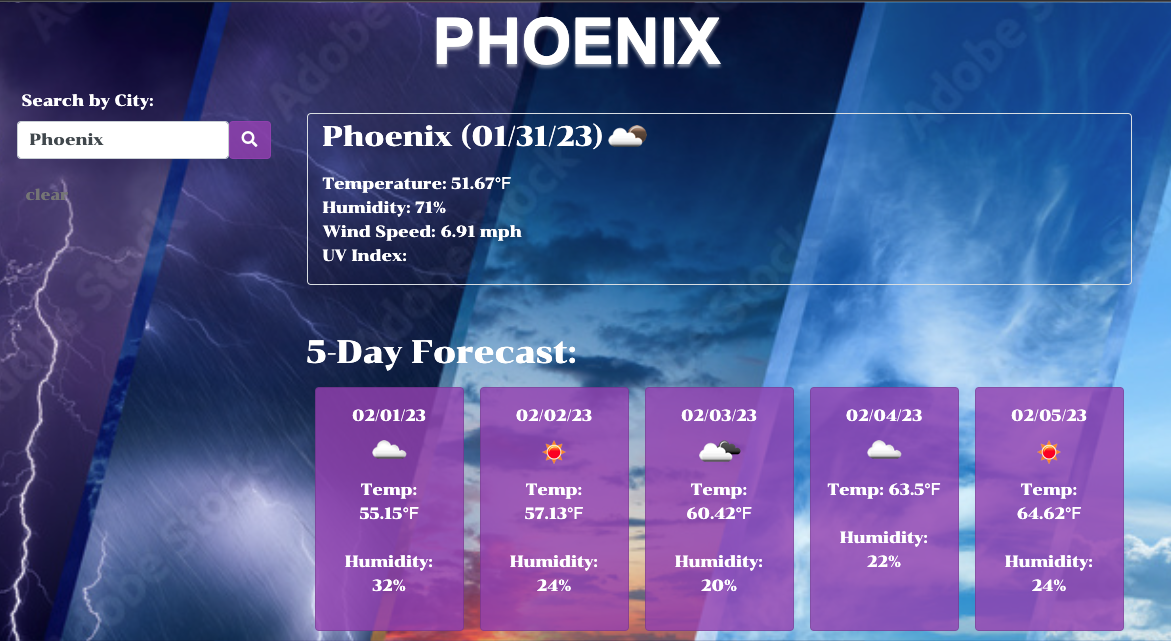 PHOENIX
Search by City:
Phoenix
clear
Phoenix (01/31/23)
Temperature: 51.67°F
Humidity: 71%
Wind Speed: 6.91 mph
UV Index:
5-Day Forecast:
02/01/23
Temp:
55.15°F
Humidity:
32%
02/02/23
Temp:
57.13°F
Humidity:
24%
02/03/23
Temp:
60.42°F
Humidity:
20%
02/04/23
Temp: 63.5°F
Humidity:
22%
02/05/23
Temp:
64.62°F
Humidity:
24%
Adobe Stock